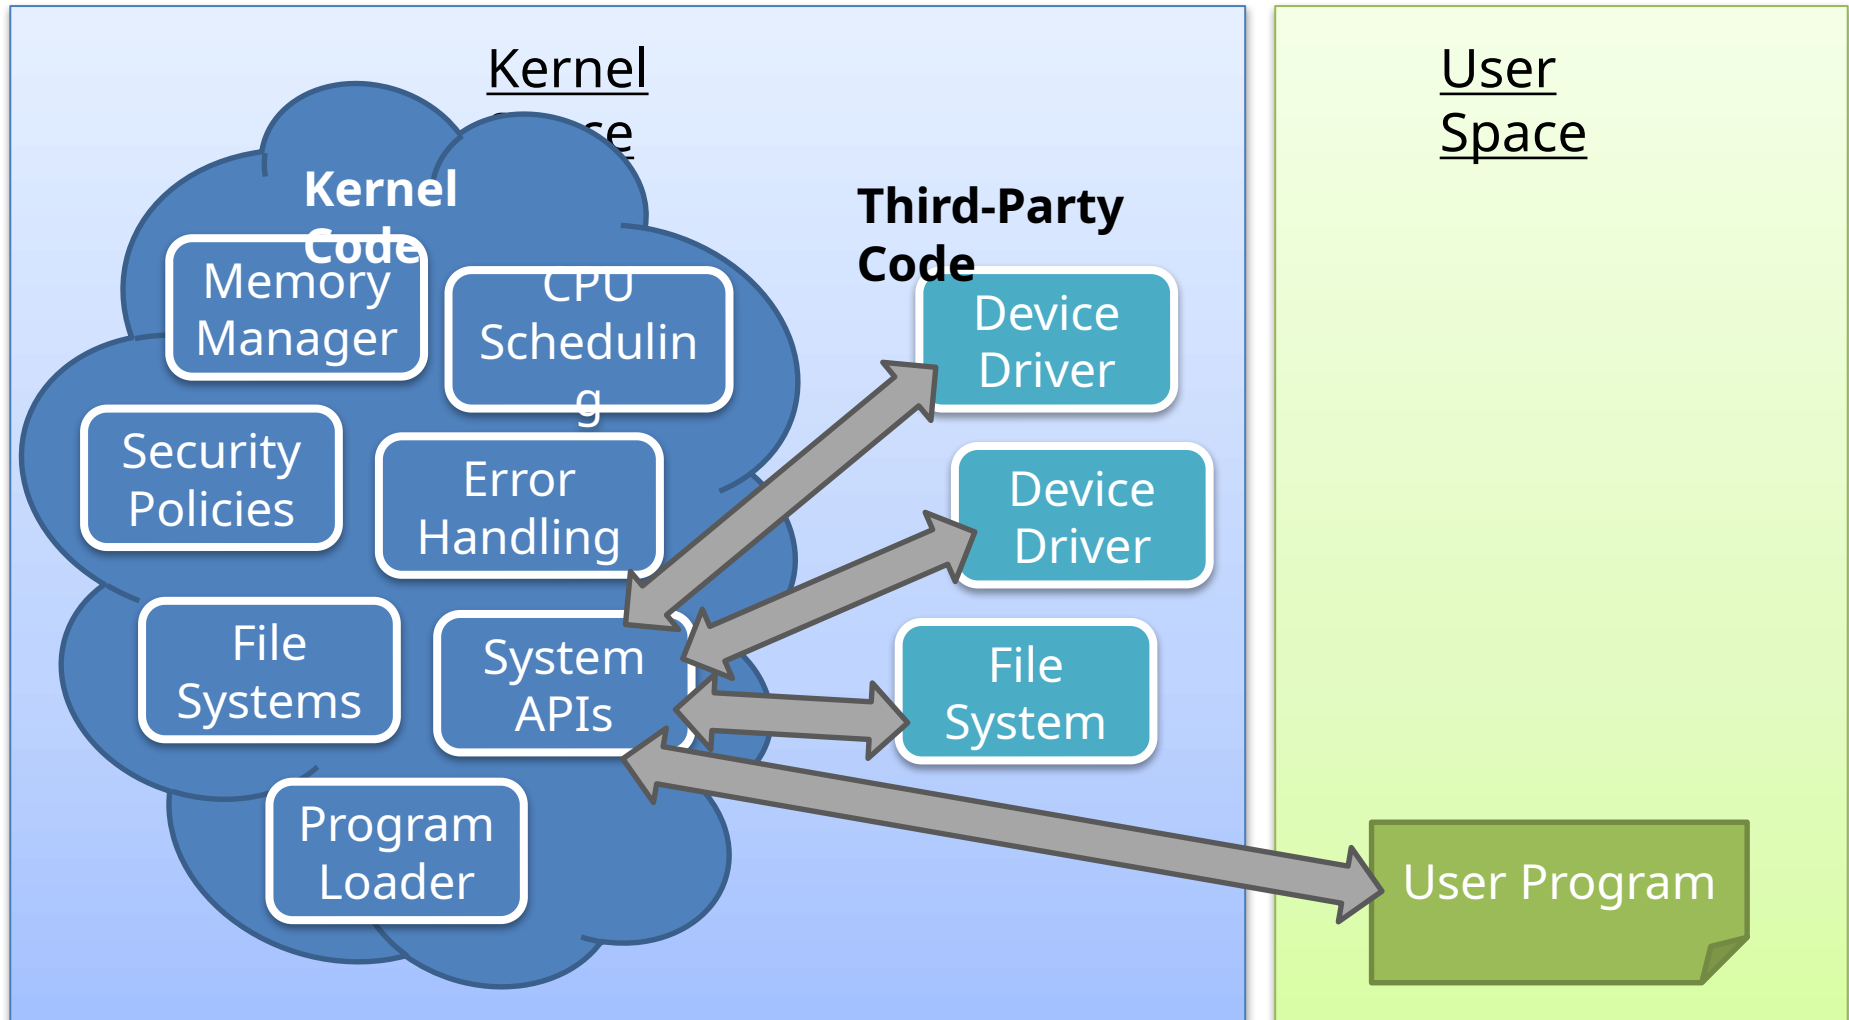 Kernel
User
Space
Kernel
Code
Third-Party
Code
Memory
Manager
CPU
Schedulin
g
Device
Driver
Security
Policies
Error
Handling
Device
Driver
File
Systems
System
APIs
File
System
Program
Loader
User Program